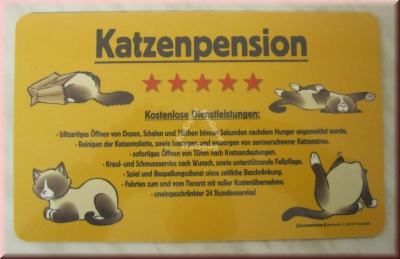 Katzenpension
Kostenlose Dienstleistungen:
- blitzartiges Öffnen von Dosen, Schalen und Tütchen binnen Sekunden nachdem Hunger angemeldet wurde.
- Reinigen der Katzentoilette, sowie besorgen und entsorgen von zentnerschwerer Katzenstreu.
- sofortiges Öffnen von Türen nach Kratzandeutungen.
- Kraul- und Schmuseservice nach Wunsch, sowie unterstützende Fellpflege.
- Spiel und Bespaßungsdienst ohne zeitliche Beschränkung.
- Fahrten zum und vom Tierarzt mit voller Kostenübernahme.
- uneingeschränkter 24 Stundenservice!